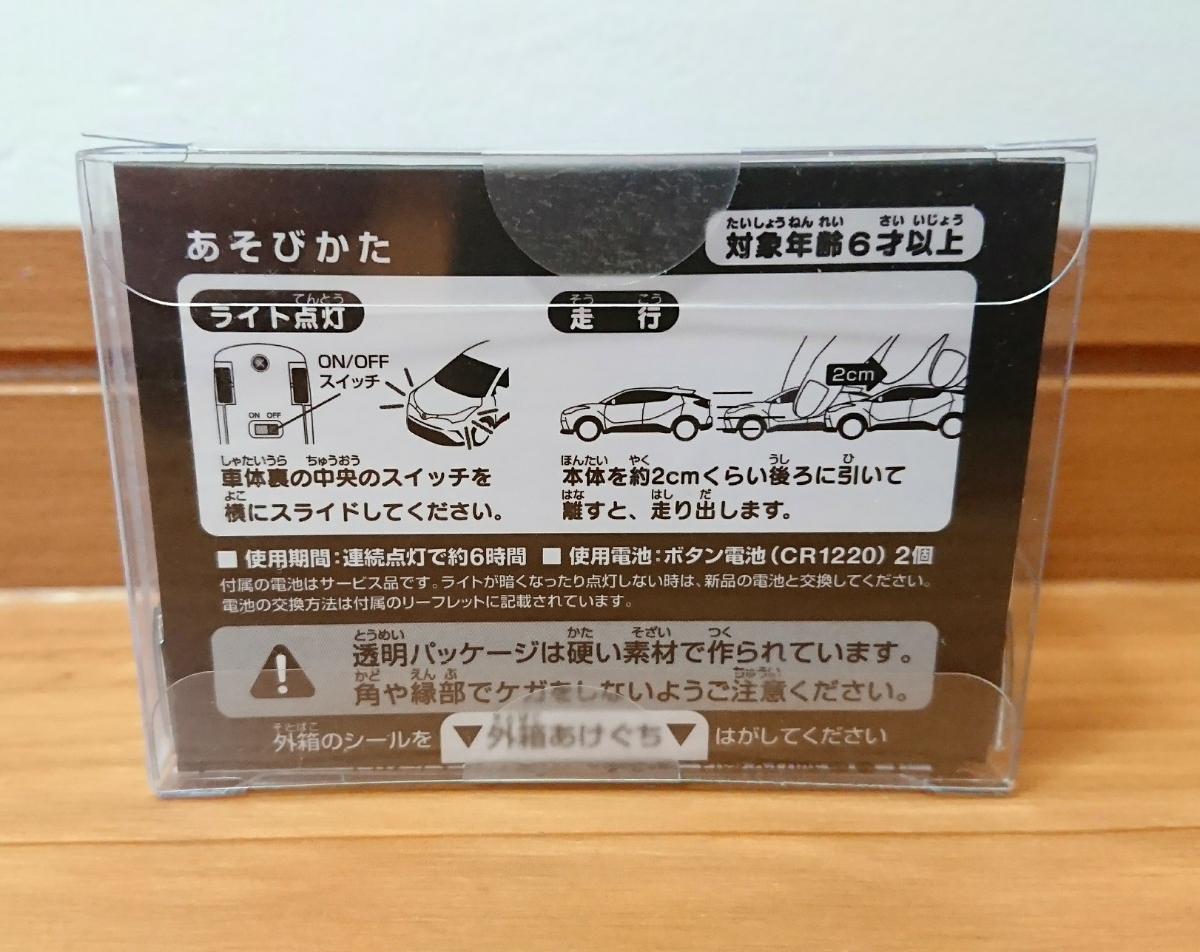 あそびかた
たいしょうねんれい さい いじょう
対象年齢6才以上
てんとう
ライト点灯
ON/OFF
スイッチ
ON OFF
しゃたいうら ちゅうおう
車体裏の中央のスイッチを
よこ
横にスライドしてください。
そう こう
走行
2cm
ほんたい やく うし ひ
本体を約2cmくらい後ろに引いて
はな はし だ
離すと、走り出します。
■ 使用期間:連続点灯で約6時間 ■ 使用電池:ボタン電池(CR1220)2個
付属の電池はサービス品です。ライトが暗くなったり点灯しない時は、新品の電池と交換してください。
電池の交換方法は付属のリーフレットに記載されています。
とうめい かた そざい つく
透明パッケージは硬い素材で作られています。
かど えんぶ ちゅうい
角や縁部でケガをしないようご注意ください。
そとばこ
外箱のシールを ▼外箱あけぐち▼ はがしてください